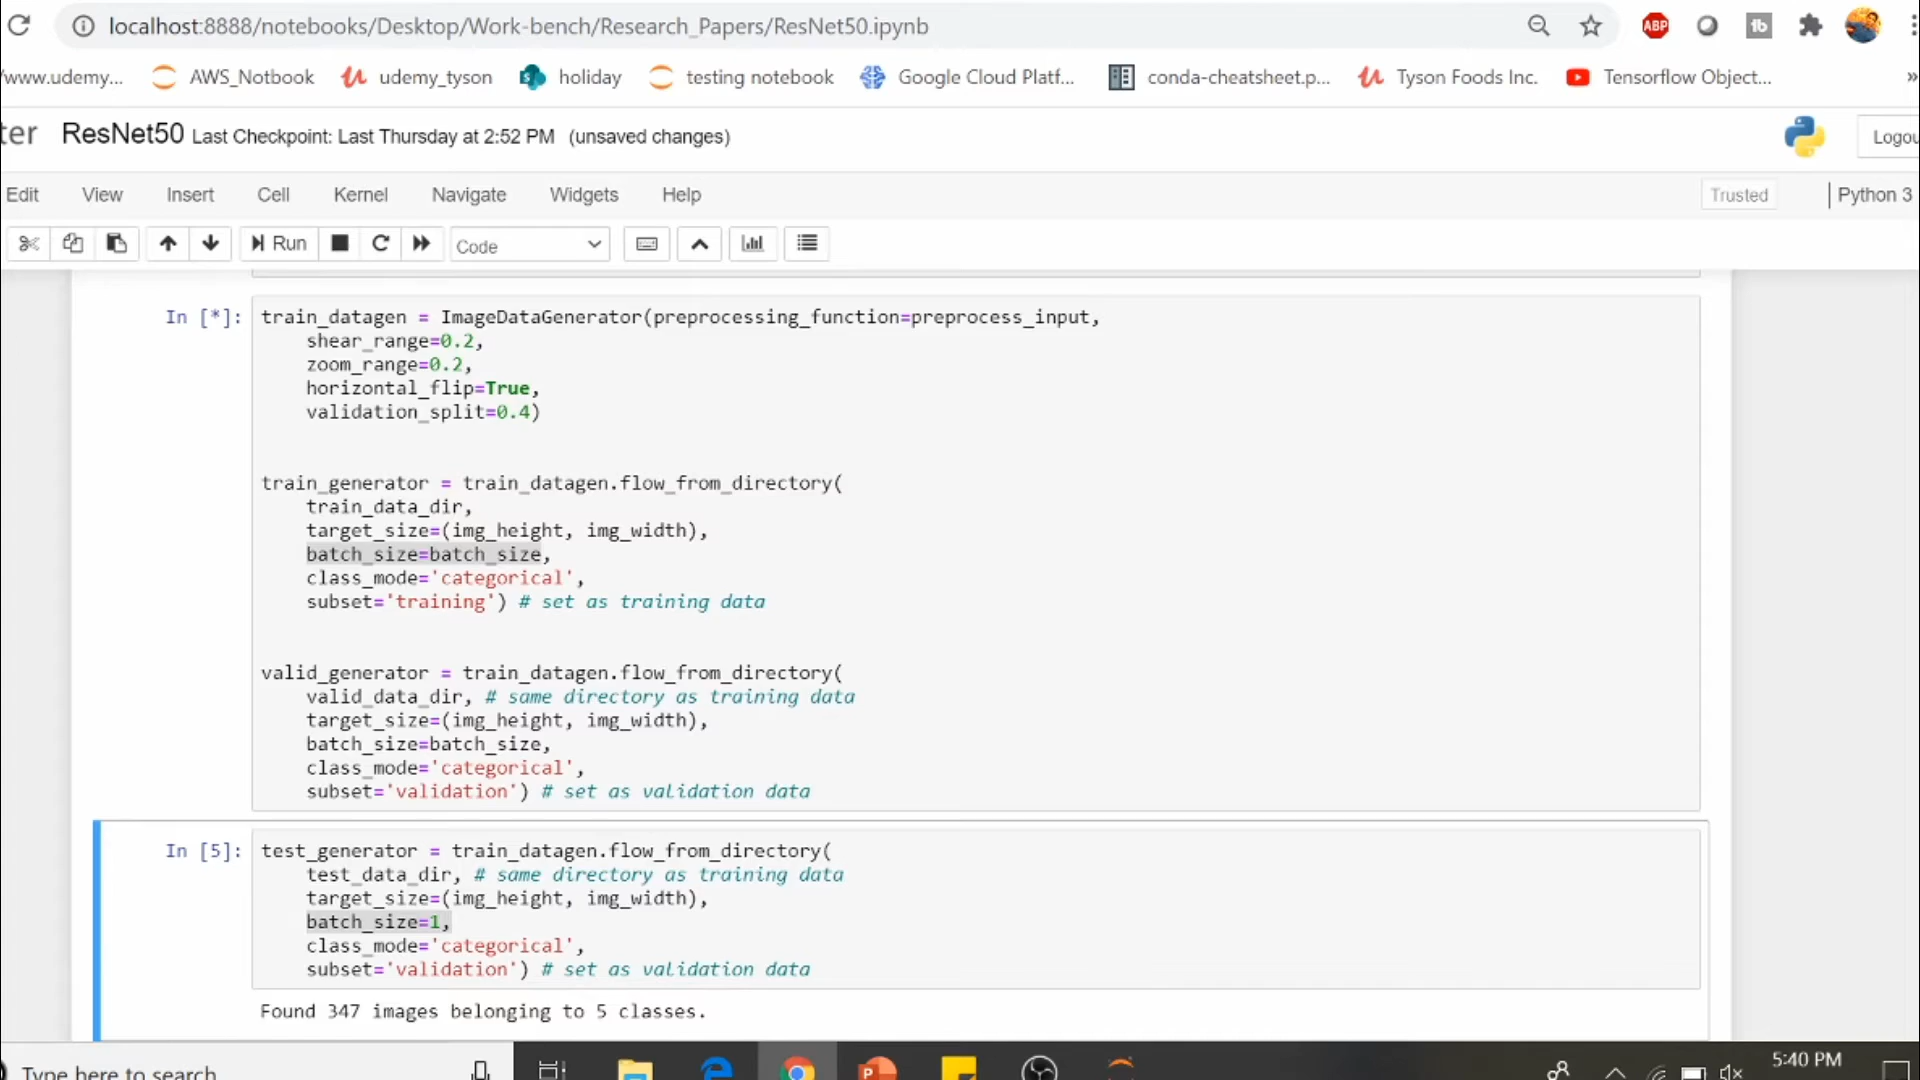 localhost:8888/notebooks/Desktop/Work-bench/Research_Papers/ResNet50.ipynb
ABP
/www.udemy... AWS_Notbook udemy_tyson holiday testing notebook Google Cloud Platf... conda-cheatsheet.p... Tyson Foods Inc. Tensorflow Object... »
ter ResNet50 Last Checkpoint: Last Thursday at 2:52 PM (unsaved changes) Logou
Edit View Insert Cell Kernel Navigate Widgets Help Trusted Python 3
Run Code
In [*]: train_datagen = ImageDataGenerator(preprocessing_function=preprocess_input,
shear_range=0.2,
zoom_range=0.2,
horizontal_flip=True,
validation_split=0.4)
train_generator = train_datagen.flow_from_directory(
train_data_dir,
target_size=(img_height, img_width),
batch_size=batch_size,
class_mode='categorical',
subset='training') # set as training data
valid_generator = train_datagen.flow_from_directory(
valid_data_dir, # same directory as training data
target_size=(img_height, img_width),
batch_size=batch_size,
class_mode='categorical',
subset='validation') # set as validation data
In [5]: test_generator = train_datagen.flow_from_directory(
test_data_dir, # same directory as training data
target_size=(img_height, img_width),
batch_size=1,
class_mode='categorical',
subset='validation') # set as validation data
Found 347 images belonging to 5 classes.
Type here to search
5:40 PM